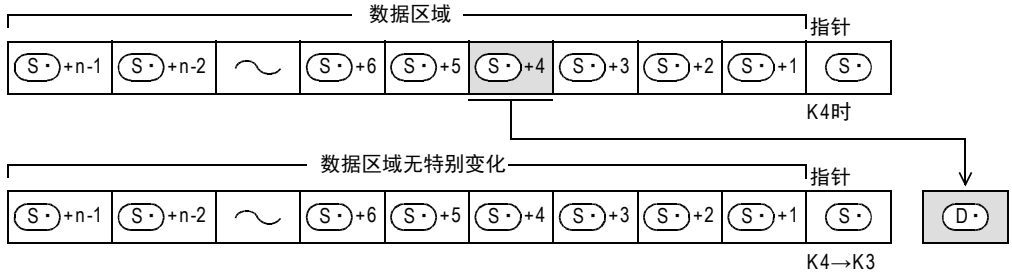 数据区域
指针
S·+n-1 S·+n-2 S·+6 S·+5 S·+4 S·+3 S·+2 S·+1 S·
K4时
数据区域无特别变化
指针
S·+n-1 S·+n-2 S·+6 S·+5 S·+4 S·+3 S·+2 S·+1 S· D·
K4→K3